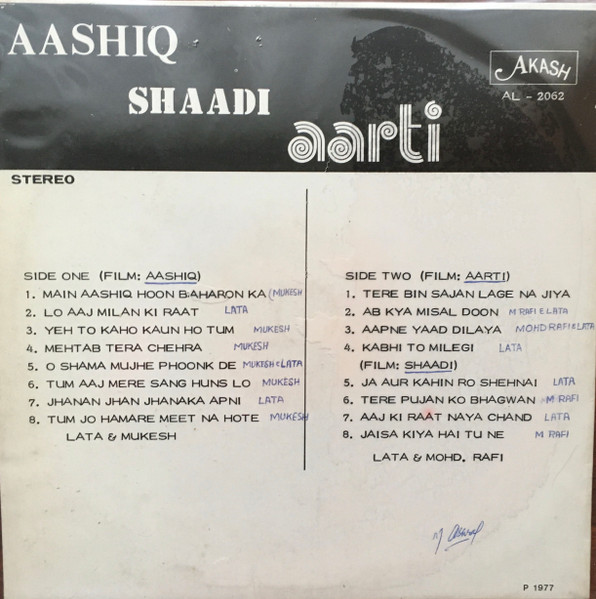 AASHIQ
SHAADI
aarti
AKASH
AL - 2062
STEREO
SIDE ONE (FILM: AASHIQ)
1. MAIN AASHIQ HOON BAHARON KA (MUKESH
2. LO AAJ MILAN KI RAAT LATA
3. YEH TO KAHO KAUN HO TUM MUKESH
4. MEHTAB TERA CHEHRA MUKESH
5. O SHAMA MUJHE PHOONK DE MUKESH & LATA
6. TUM AAJ MERE SANG HUNS LO MUKESH
7. JHANAN JHAN JHANAKA APNI LATA
8. TUM JO HAMARE MEET NA HOTE MUKESH
LATA & MUKESH
SIDE TWO (FILM: AARTI)
1. TERE BIN SAJAN LAGE NA JIYA
2. AB KYA MISAL DOON M RAFI & LATA
3. AAPNE YAAD DILAYA MOHD RAFI & LATA
4. KABHI TO MILEGI LATA
(FILM: SHAADI)
5. JA AUR KAHIN RO SHEHNAI LATA
6. TERE PUJAN KO BHAGWAN M RAFI
7. AAJ KI RAAT NAYA CHAND LATA
8. JAISA KIYA HAI TU NE M RAFI
LATA & MOHD. RAFI
P 1977